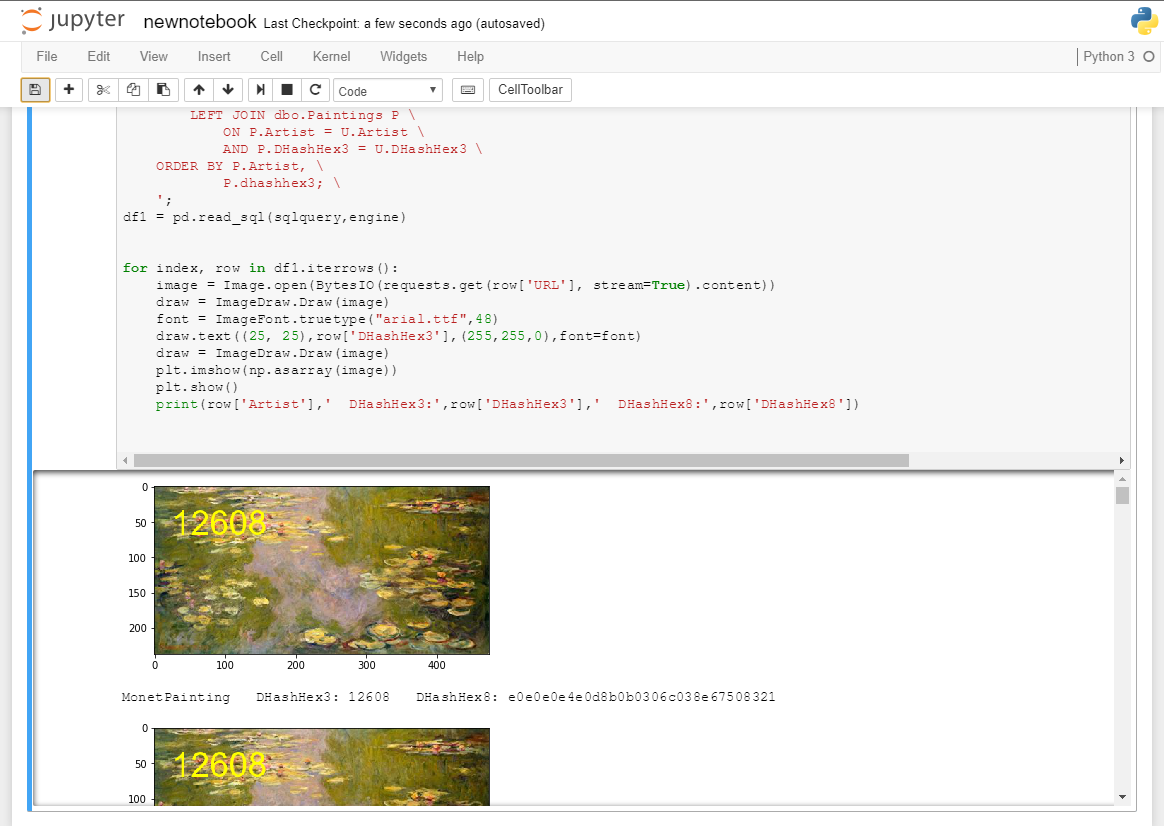 jupyter newnotebook Last Checkpoint: a few seconds ago (autosaved)
File Edit View Insert Cell Kernel Widgets Help Python 3
Code CellToolbar
LEFT JOIN dbo.Paintings P \
ON P.Artist = U.Artist \
AND P.DHashHex3 = U.DHashHex3 \
ORDER BY P.Artist, \
P.dhashhex3; \
';
df1 = pd.read_sql(sqlquery,engine)
for index, row in df1.iterrows():
image = Image.open(BytesIO(requests.get(row['URL'], stream=True).content))
draw = ImageDraw.Draw(image)
font = ImageFont.truetype("arial.ttf",48)
draw.text((25, 25),row['DHashHex3'],(255,255,0),font=font)
draw = ImageDraw.Draw(image)
plt.imshow(np.asarray(image))
plt.show()
print(row['Artist'],'  DHashHex3:',row['DHashHex3'],'  DHashHex8:',row['DHashHex8'])
0
12608
50
100
150
200
0 100 200 300 400
MonetPainting   DHashHex3: 12608   DHashHex8: e0e0e0e4e0d8b0b0306c038e67508321
0
12608
50
100